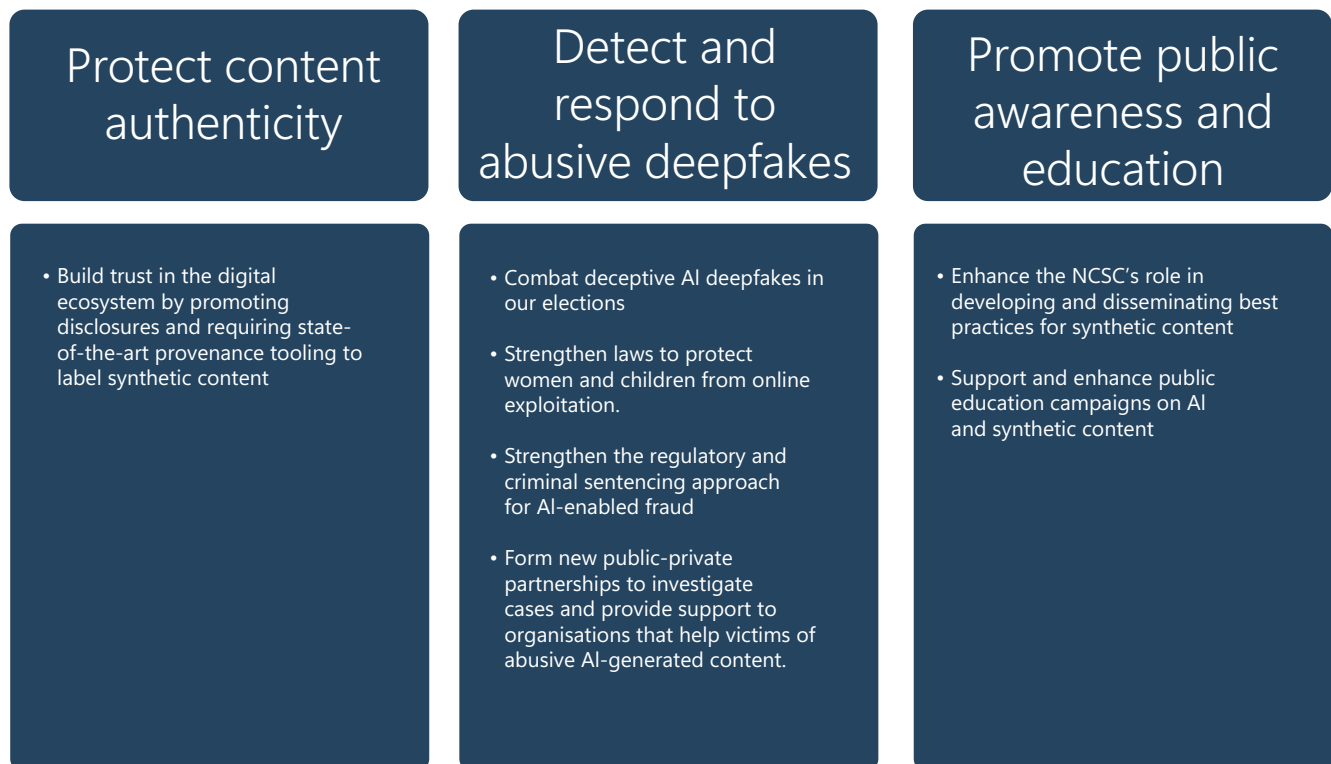 Protect content
authenticity
• Build trust in the digital
ecosystem by promoting
disclosures and requiring state-
of-the-art provenance tooling to
label synthetic content
Detect and
respond to
abusive deepfakes
• Combat deceptive AI deepfakes in
our elections
• Strengthen laws to protect
women and children from online
exploitation.
• Strengthen the regulatory and
criminal sentencing approach
for AI-enabled fraud
• Form new public-private
partnerships to investigate
cases and provide support to
organisations that help victims of
abusive AI-generated content.
Promote public
awareness and
education
• Enhance the NCSC’s role in
developing and disseminating best
practices for synthetic content
• Support and enhance public
education campaigns on AI
and synthetic content